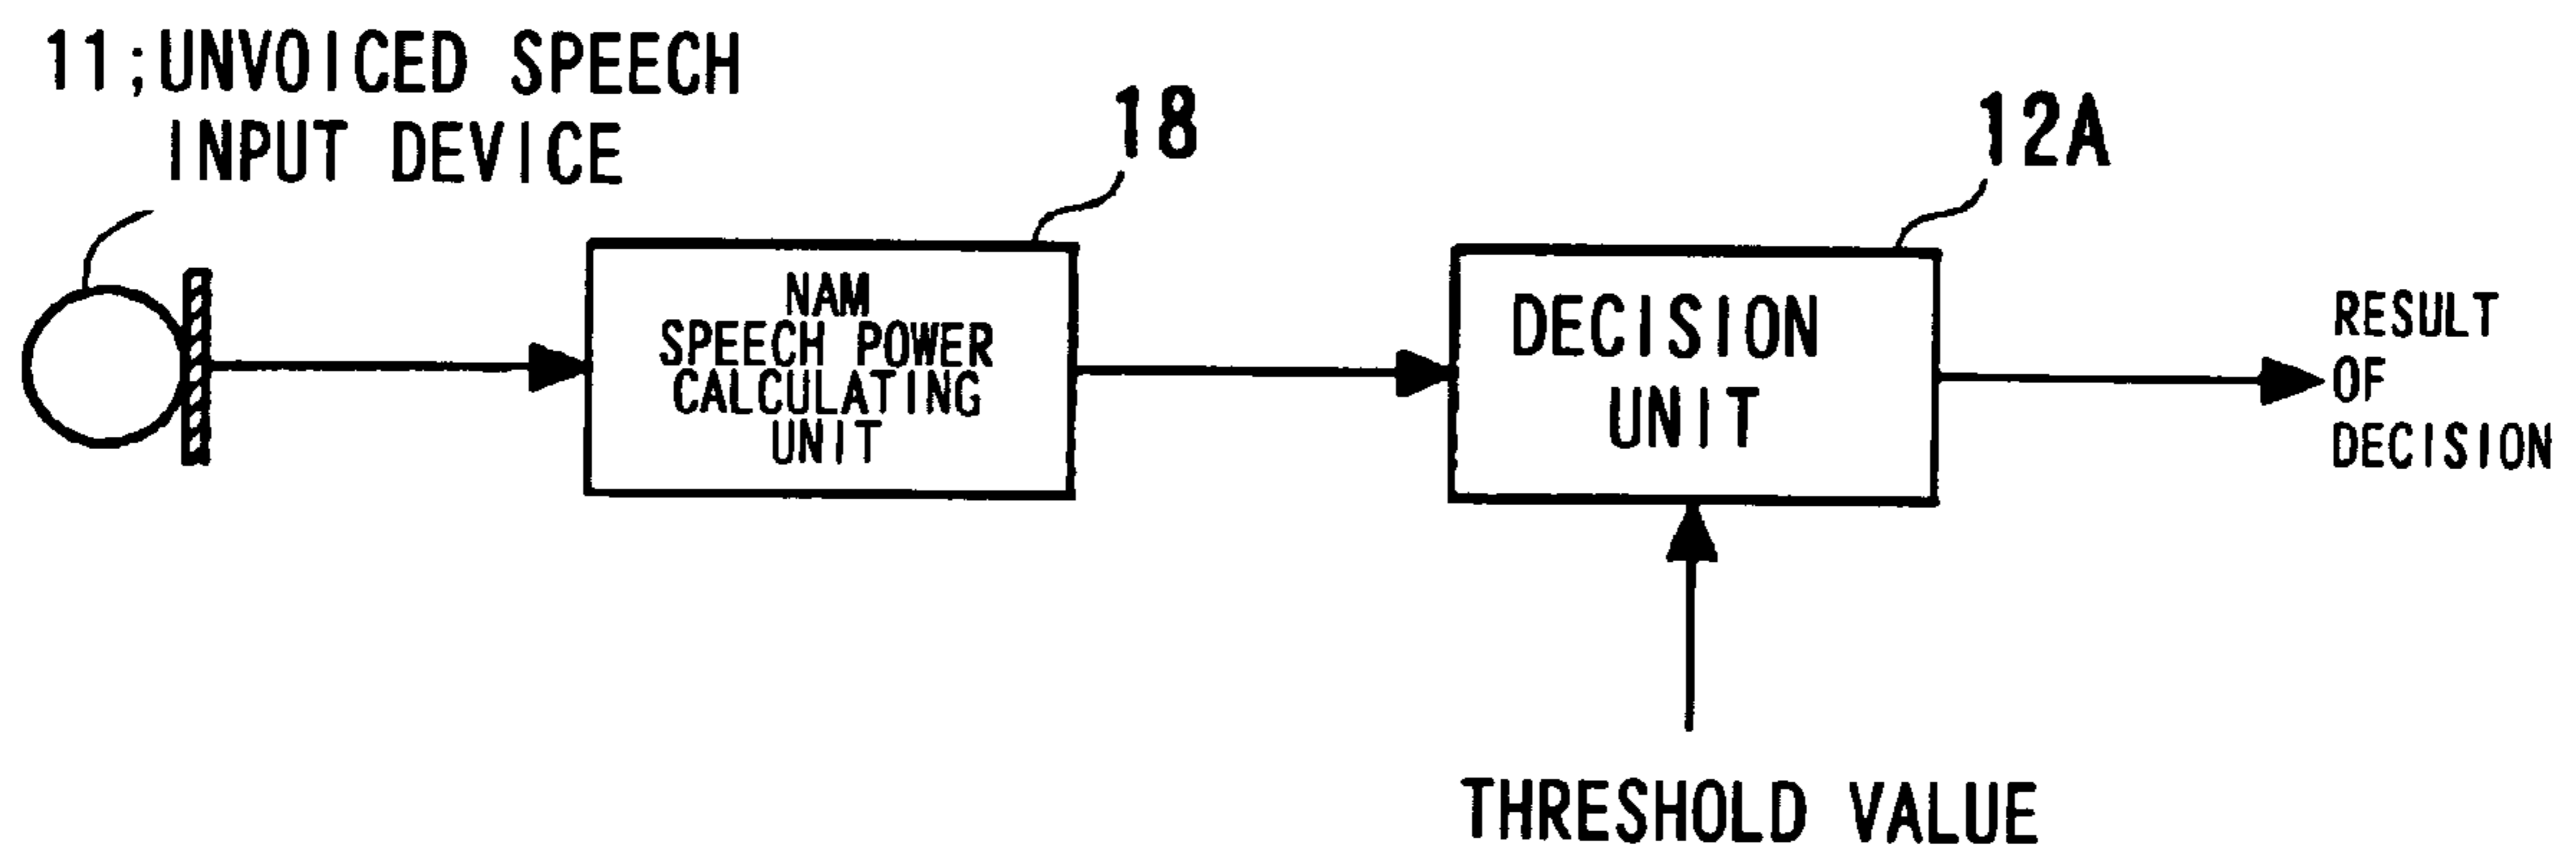 11;UNVOICED SPEECH
INPUT DEVICE
18
12A
NAM
SPEECH POWER
CALCULATING
UNIT
DECISION
UNIT
RESULT
OF
DECISION
THRESHOLD VALUE